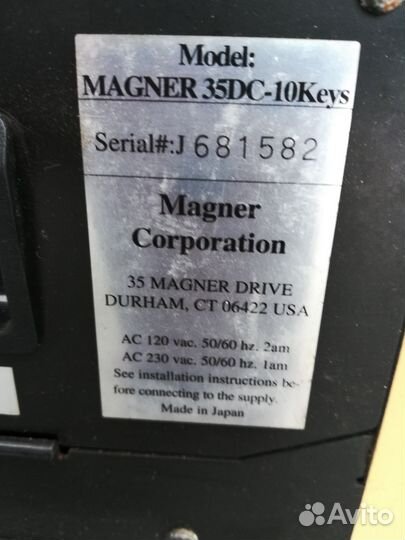 Model:
MAGNER 35DC-10Keys
Serial#:J 681582
Magner
Corporation
35 MAGNER DRIVE
DURHAM, CT 06422 USA
AC 120 vac. 50/60 hz. 2am
AC 230 vac. 50/60 hz. 1am
See installation instructions be-
fore connecting to the supply.
Made in Japan
Avito